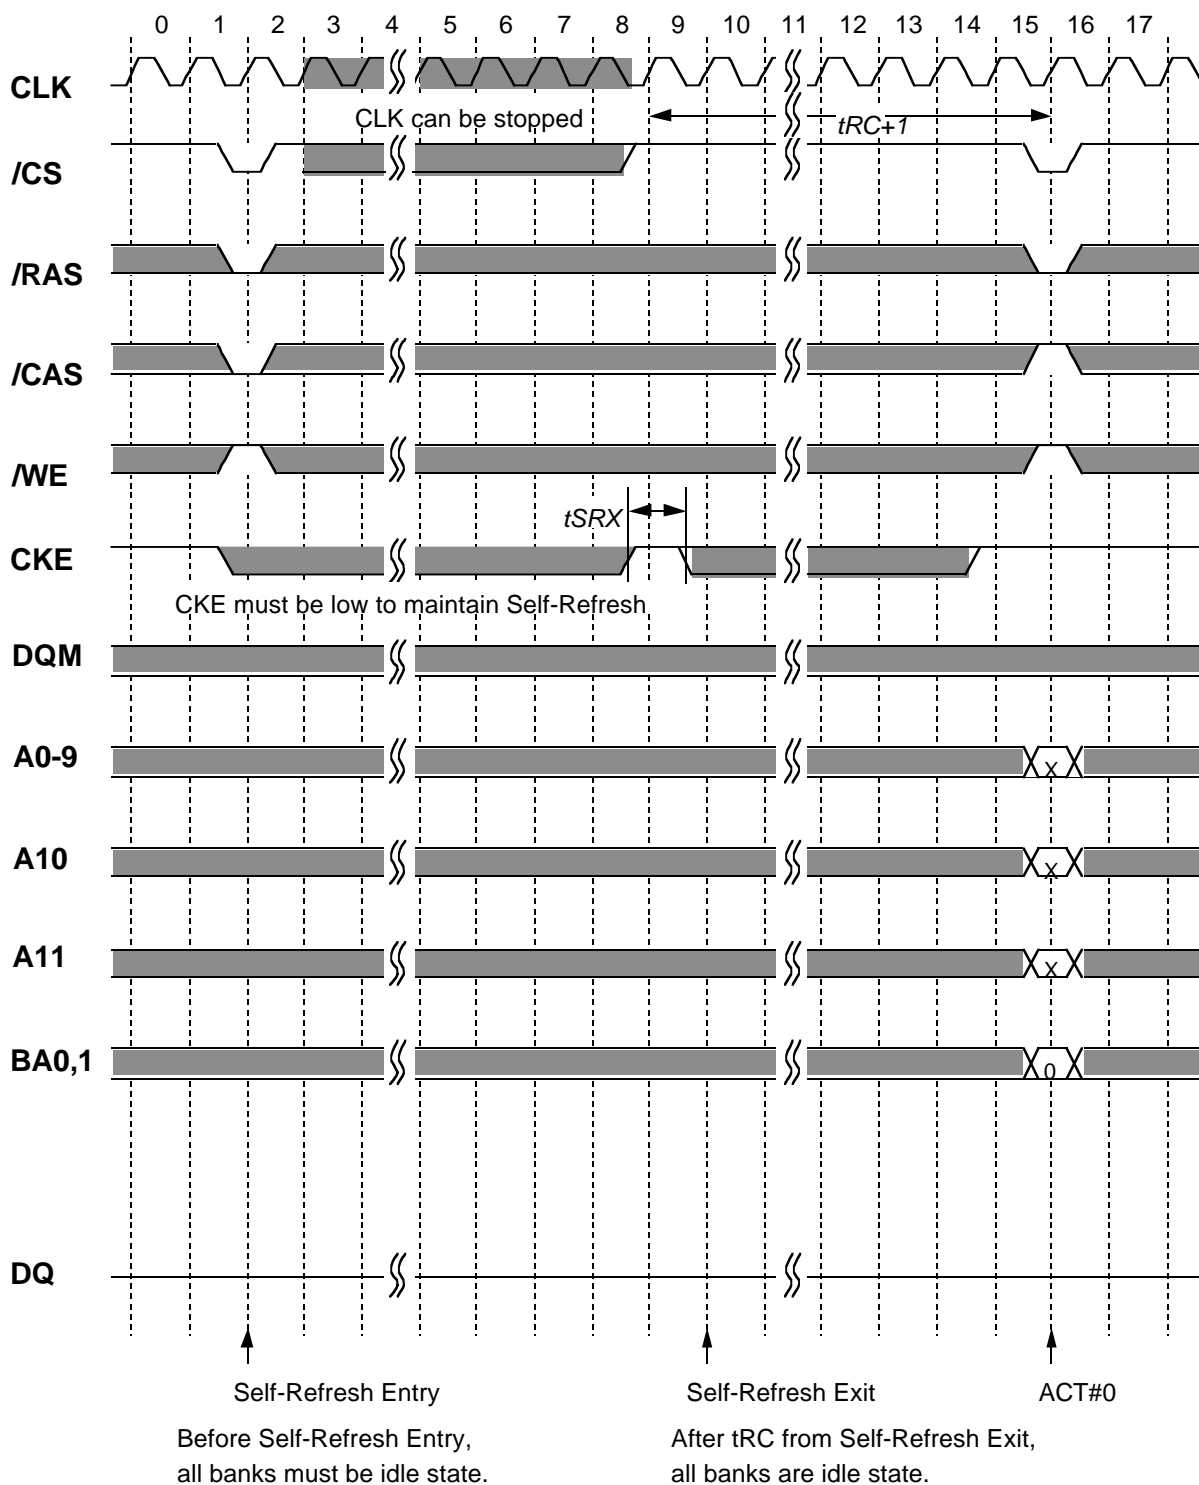 0 1 2 3 4 5 6 7 8 9 10 11 12 13 14 15 16 17
CLK
CLK can be stopped
tRC+1
/CS
/RAS
/CAS
/WE
tSRX
CKE
CKE must be low to maintain Self-Refresh
DQM
A0-9
X
A10
X
A11
X
BA0,1
0
DQ
Self-Refresh Entry
Self-Refresh Exit
ACT#0
Before Self-Refresh Entry,
all banks must be idle state.
After tRC from Self-Refresh Exit,
all banks are idle state.